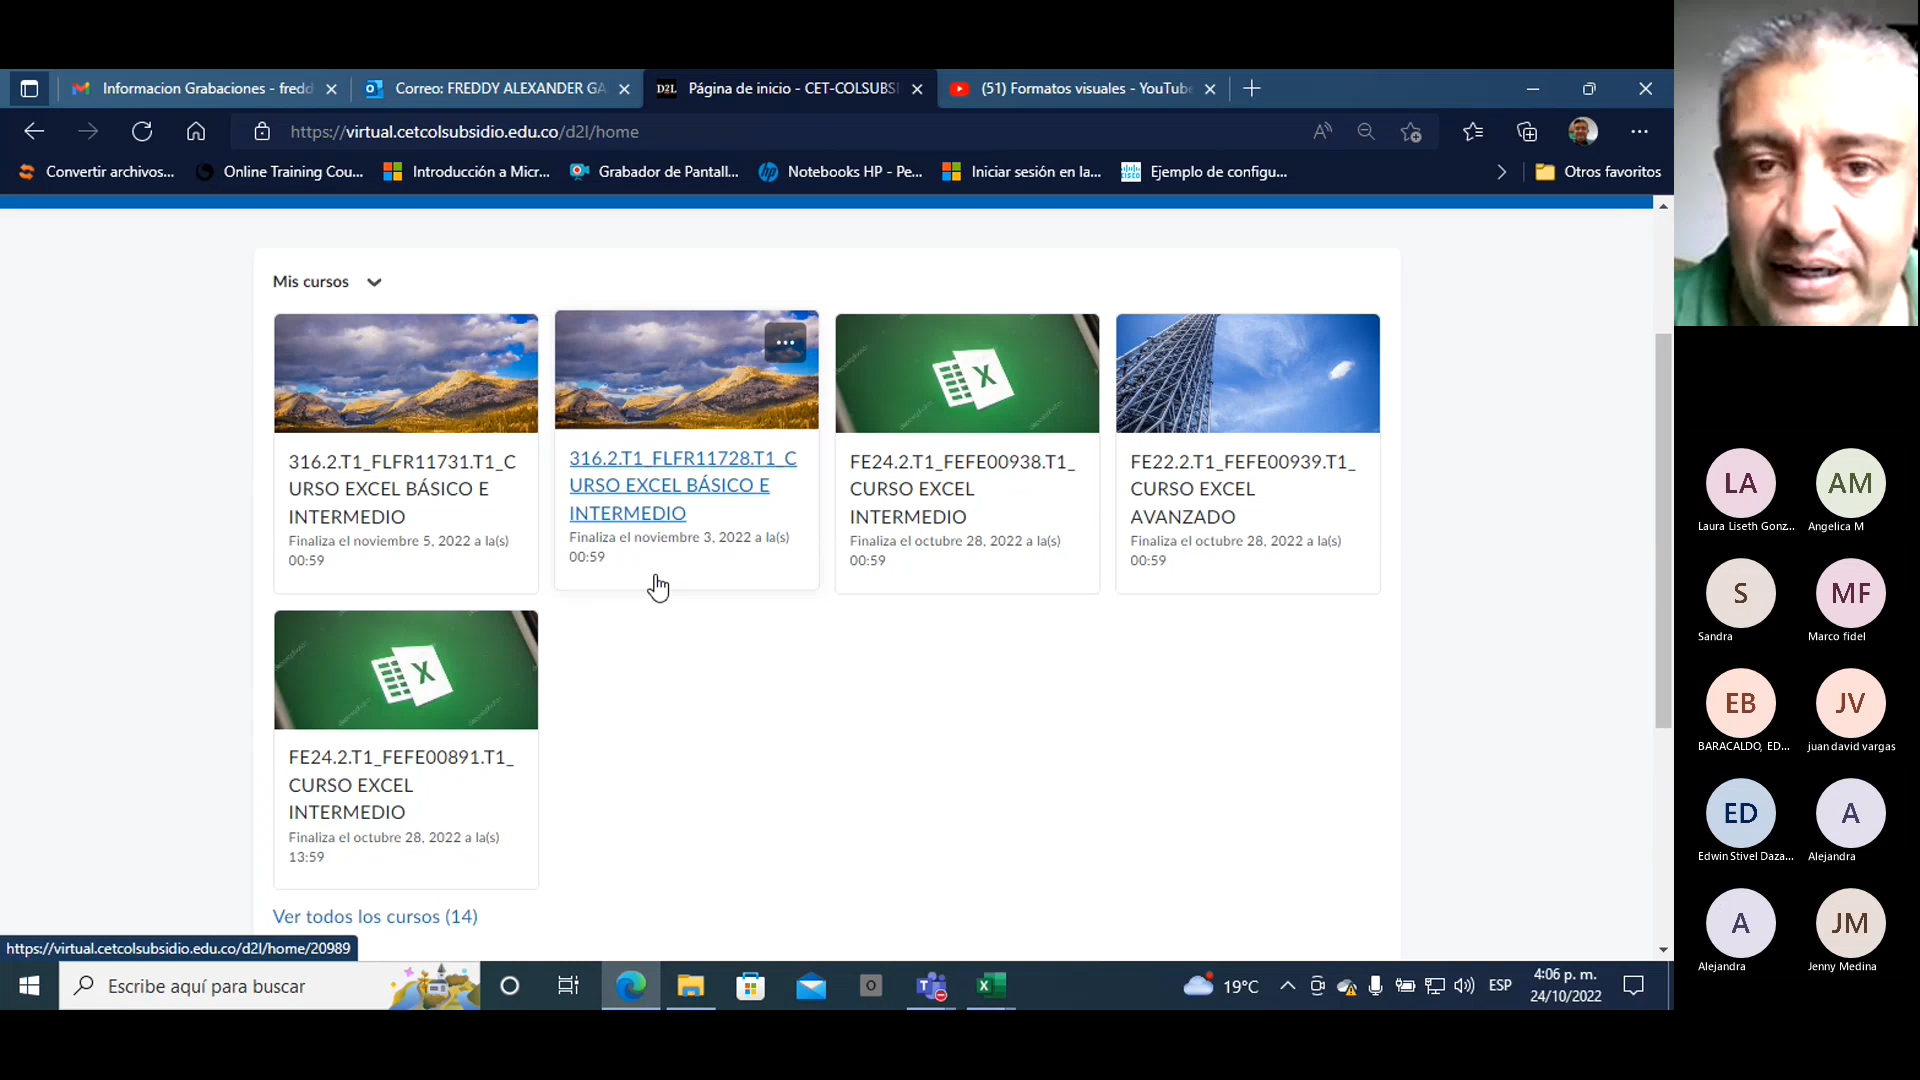 Informacion Grabaciones - fredd
Correo: FREDDY ALEXANDER GA
D2L Página de inicio - CET-COLSUBSI
(51) Formatos visuales - YouTube
https://virtual.cetcolsubsidio.edu.co/d2l/home
Convertir archivos...
Online Training Cou...
Introducción a Micr...
Grabador de Pantall...
Notebooks HP - Pe...
Iniciar sesión en la...
Ejemplo de configu...
Otros favoritos
Mis cursos
316.2.T1_FLFR11731.T1_C
URSO EXCEL BÁSICO E
INTERMEDIO
Finaliza el noviembre 5, 2022 a la(s)
00:59
316.2.T1_FLFR11728.T1_C
URSO EXCEL BÁSICO E
INTERMEDIO
Finaliza el noviembre 3, 2022 a la(s)
00:59
FE24.2.T1_FEFE00938.T1_
CURSO EXCEL
INTERMEDIO
Finaliza el octubre 28, 2022 a la(s)
00:59
FE22.2.T1_FEFE00939.T1_
CURSO EXCEL
AVANZADO
Finaliza el octubre 28, 2022 a la(s)
00:59
FE24.2.T1_FEFE00891.T1_
CURSO EXCEL
INTERMEDIO
Finaliza el octubre 28, 2022 a la(s)
13:59
Ver todos los cursos (14)
https://virtual.cetcolsubsidio.edu.co/d2l/home/20989
Escribe aquí para buscar
19°C
ESP
4:06 p. m.
24/10/2022
LA
Laura Liseth Gonz...
AM
Angelica M
S
Sandra
MF
Marco fidel
EB
BARACALDO, ED...
JV
juan david vargas
ED
Edwin Stivel Daza...
A
Alejandra
A
Alejandra
JM
Jenny Medina